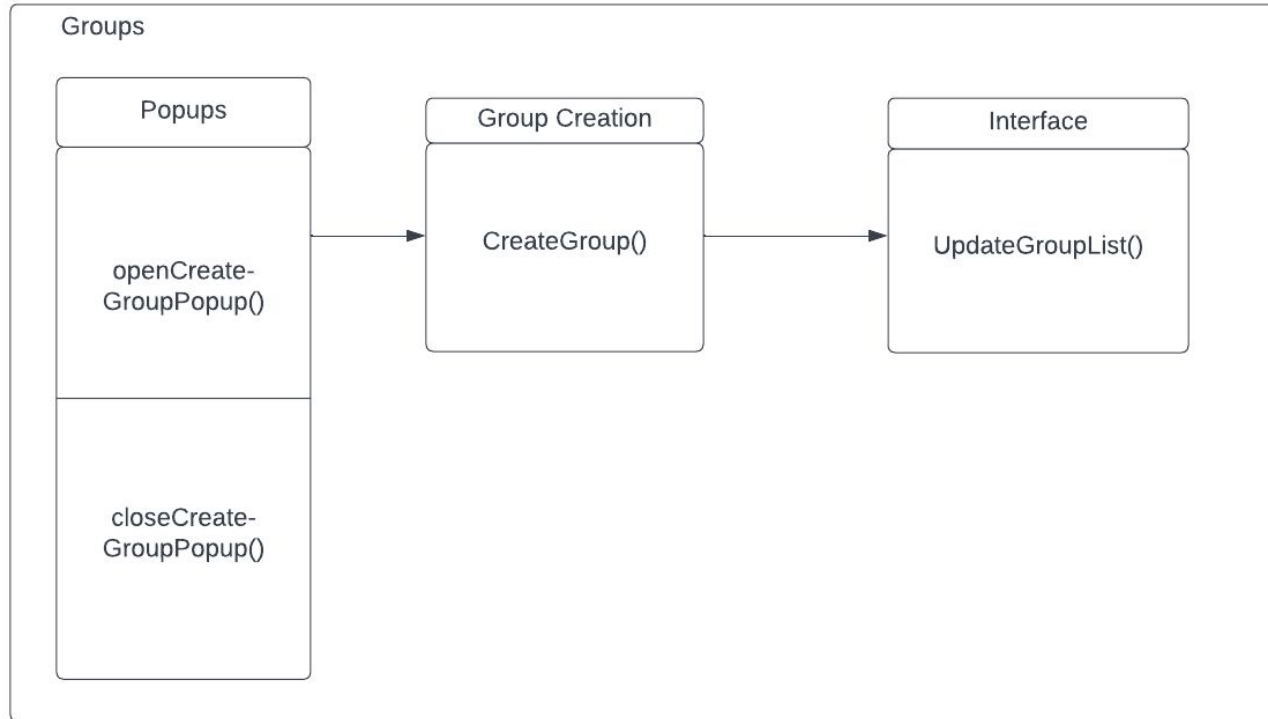 Groups
Popups
openCreate-
GroupPopup()
closeCreate-
GroupPopup()
Group Creation
CreateGroup()
Interface
UpdateGroupList()